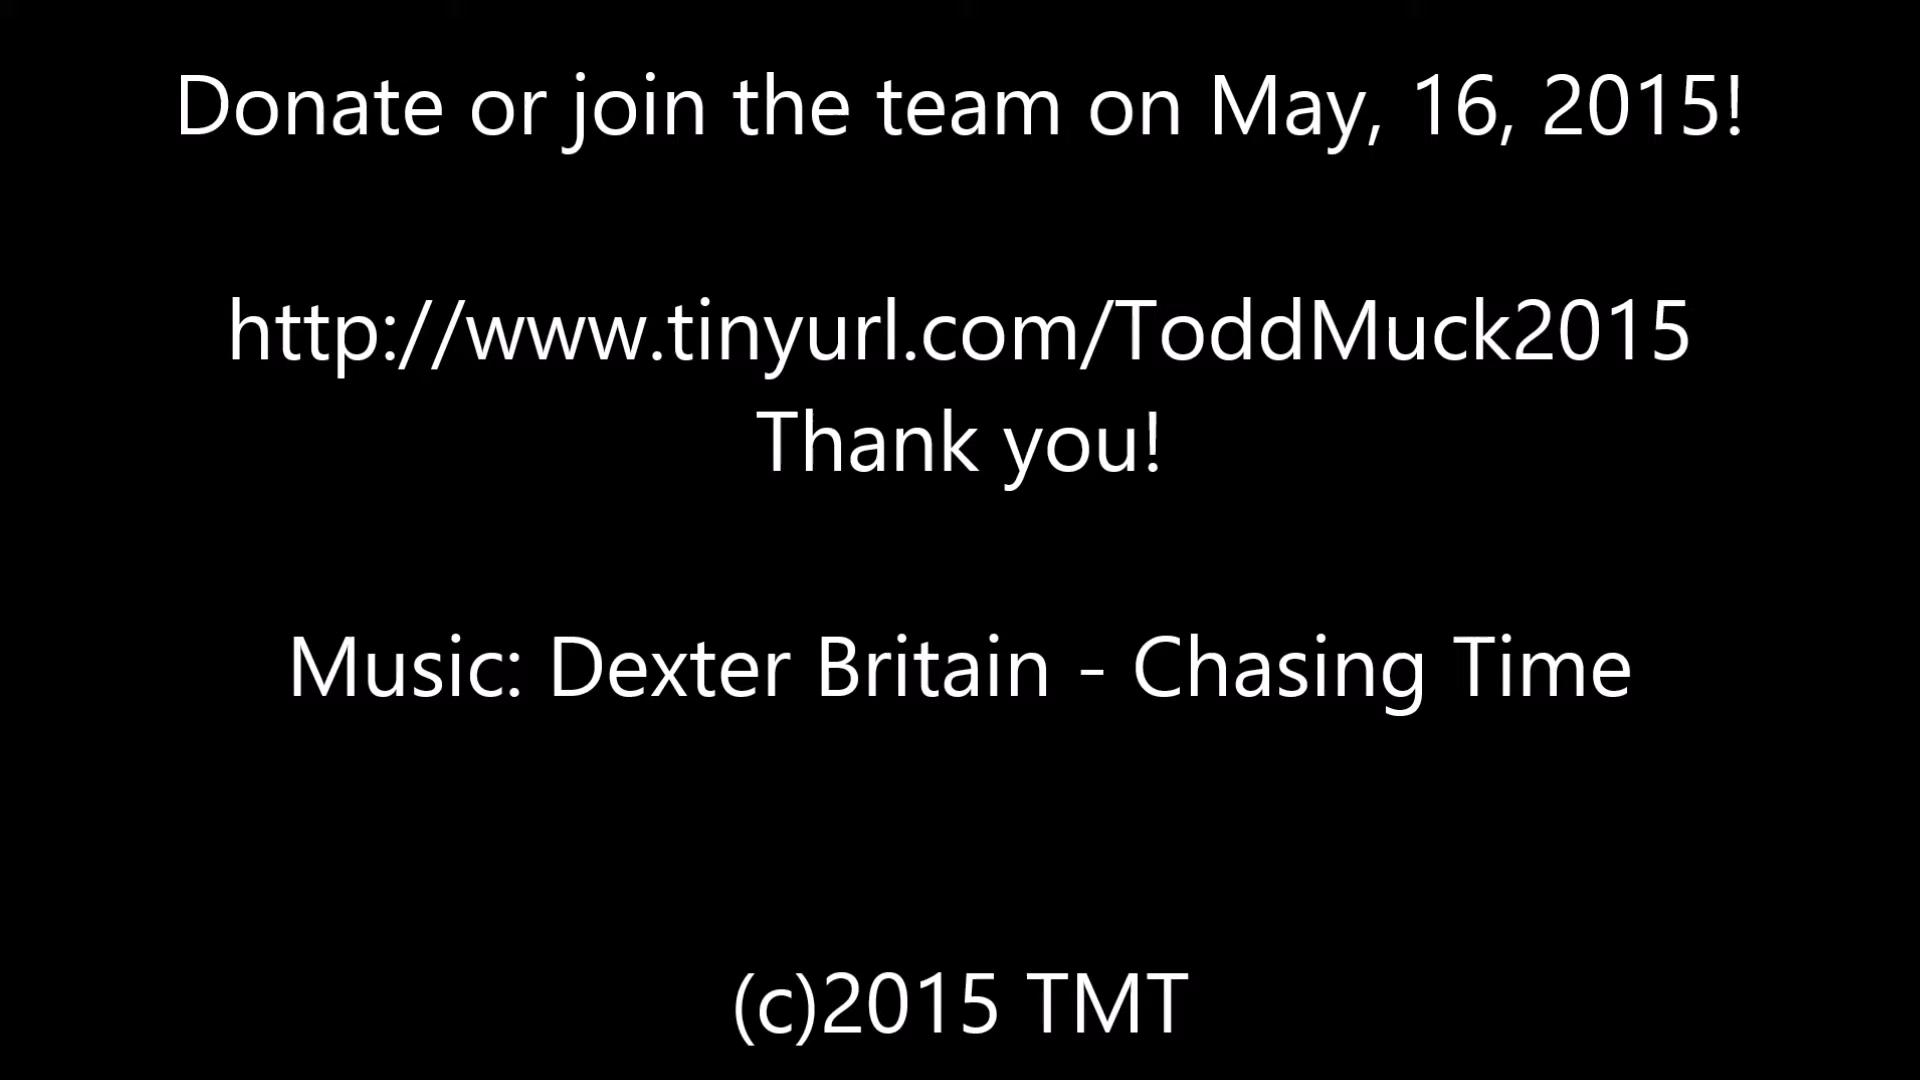 Donate or join the team on May, 16, 2015!
http://www.tinyurl.com/ToddMuck2015
Thank you!
Music: Dexter Britain - Chasing Time
(c)2015 TMT